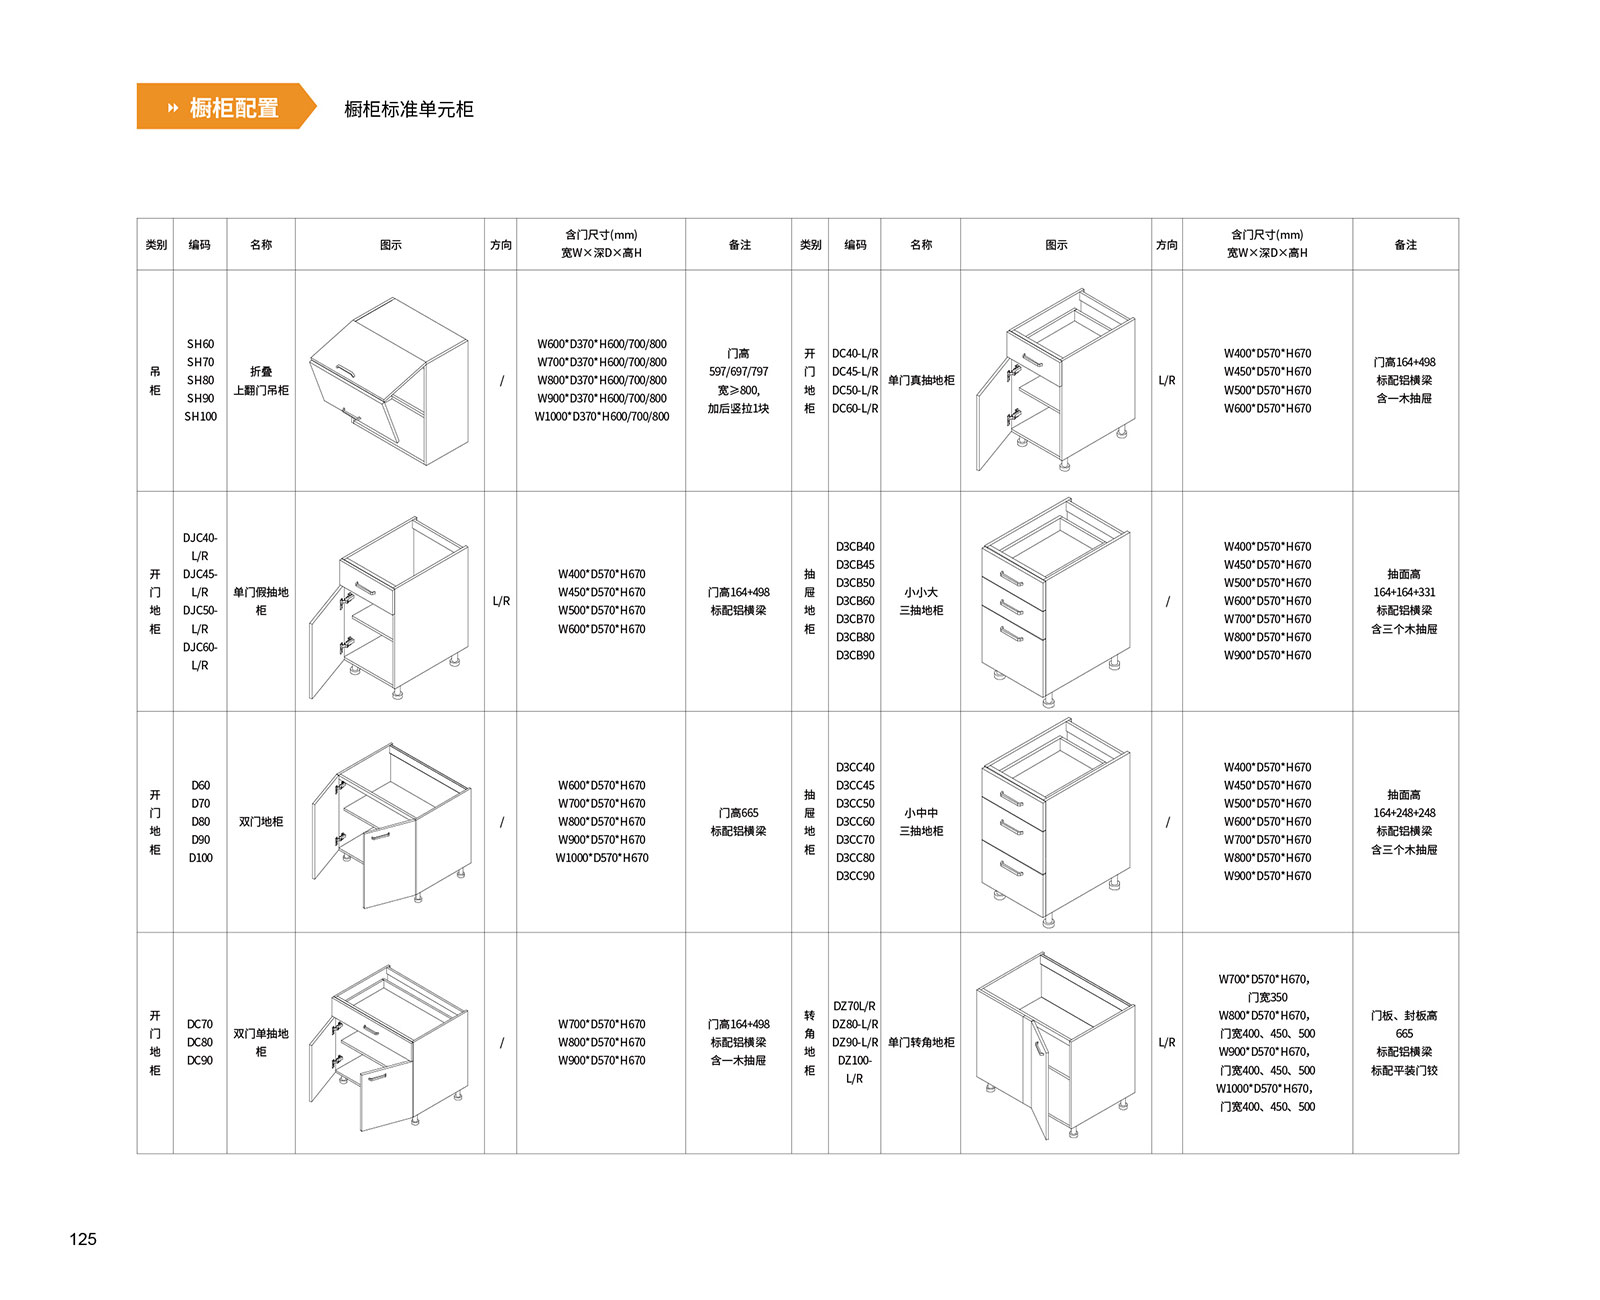 橱柜配置
橱柜标准单元柜
类别
编码
名称
图示
方向
含门尺寸(mm)
宽W×深D×高H
备注
类别
编码
名称
图示
方向
含门尺寸(mm)
宽W×深D×高H
备注
吊
柜
SH60
SH70
SH80
SH90
SH100
折叠
上翻门吊柜
/
W600*D370*H600/700/800
W700*D370*H600/700/800
W800*D370*H600/700/800
W900*D370*H600/700/800
W1000*D370*H600/700/800
门高
597/697/797
宽≥800,
加后竖拉1块
开
门
地
柜
DC40-L/R
DC45-L/R
DC50-L/R
DC60-L/R
单门真抽地柜
L/R
W400*D570*H670
W450*D570*H670
W500*D570*H670
W600*D570*H670
门高164+498
标配铝横梁
含一木抽屉
开
门
地
柜
DJC40-
L/R
DJC45-
L/R
DJC50-
L/R
DJC60-
L/R
单门假抽地
柜
L/R
W400*D570*H670
W450*D570*H670
W500*D570*H670
W600*D570*H670
门高164+498
标配铝横梁
抽
屉
地
柜
D3CB40
D3CB45
D3CB50
D3CB60
D3CB70
D3CB80
D3CB90
小小大
三抽地柜
/
W400*D570*H670
W450*D570*H670
W500*D570*H670
W600*D570*H670
W700*D570*H670
W800*D570*H670
W900*D570*H670
抽面高
164+164+331
标配铝横梁
含三个木抽屉
开
门
地
柜
D60
D70
D80
D90
D100
双门地柜
/
W600*D570*H670
W700*D570*H670
W800*D570*H670
W900*D570*H670
W1000*D570*H670
门高665
标配铝横梁
抽
屉
地
柜
D3CC40
D3CC45
D3CC50
D3CC60
D3CC70
D3CC80
D3CC90
小中中
三抽地柜
/
W400*D570*H670
W450*D570*H670
W500*D570*H670
W600*D570*H670
W700*D570*H670
W800*D570*H670
W900*D570*H670
抽面高
164+248+248
标配铝横梁
含三个木抽屉
开
门
地
柜
DC70
DC80
DC90
双门单抽地
柜
/
W700*D570*H670
W800*D570*H670
W900*D570*H670
门高164+498
标配铝横梁
含一木抽屉
转
角
地
柜
DZ70L/R
DZ80-L/R
DZ90-L/R
DZ100-
L/R
单门转角地柜
L/R
W700*D570*H670，
门宽350
W800*D570*H670，
门宽400、450、500
W900*D570*H670，
门宽400、450、500
W1000*D570*H670，
门宽400、450、500
门板、封板高
665
标配铝横梁
标配平装门铰
125